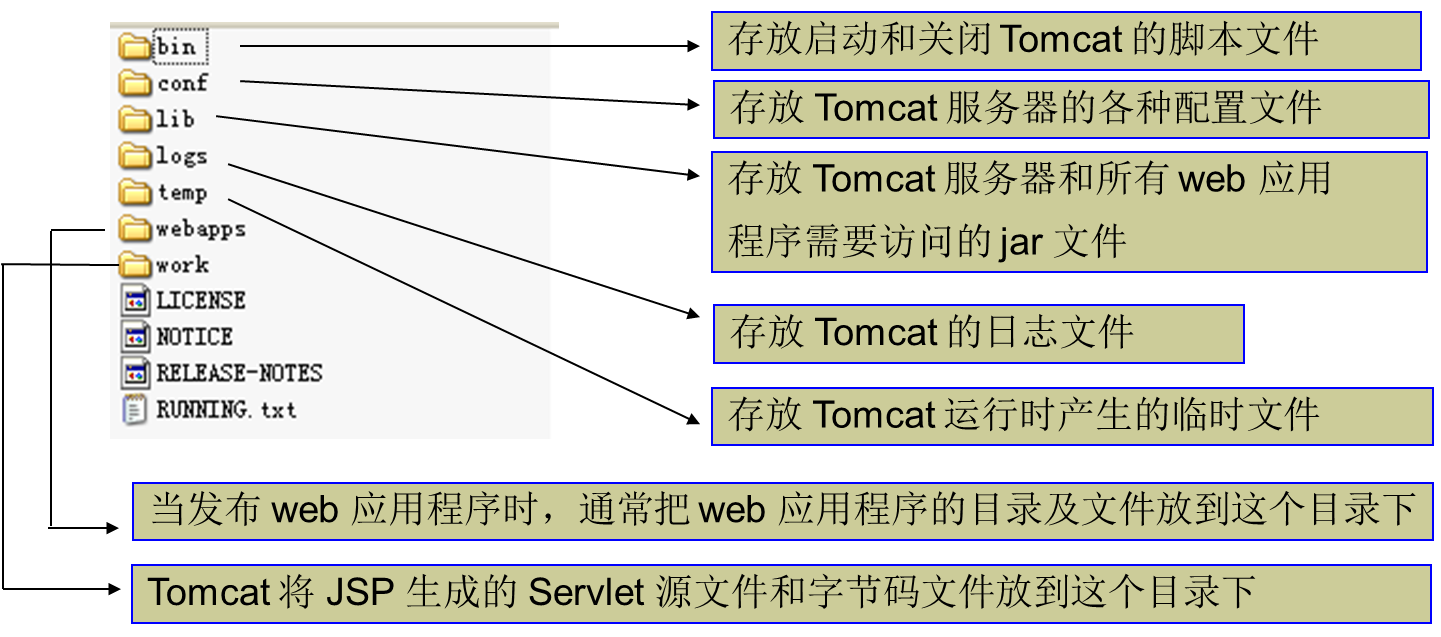 bin
conf
lib
logs
temp
webapps
work
LICENSE
NOTICE
RELEASE-NOTES
RUNNING.txt
存放启动和关闭 Tomcat 的脚本文件
存放 Tomcat 服务器的各种配置文件
存放 Tomcat 服务器和所有 web 应用
程序需要访问的 jar 文件
存放 Tomcat 的日志文件
存放 Tomcat 运行时产生的临时文件
当发布 web 应用程序时，通常把 web 应用程序的目录及文件放到这个目录下
Tomcat 将 JSP 生成的 Servlet 源文件和字节码文件放到这个目录下